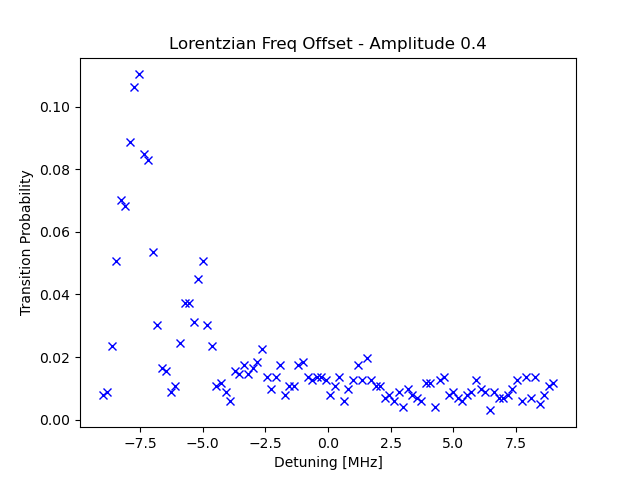 Lorentzian Freq Offset - Amplitude 0.4
Transition Probability
0.10
0.08
0.06
0.04
0.02
0.00
−7.5 −5.0 −2.5 0.0 2.5 5.0 7.5
Detuning [MHz]